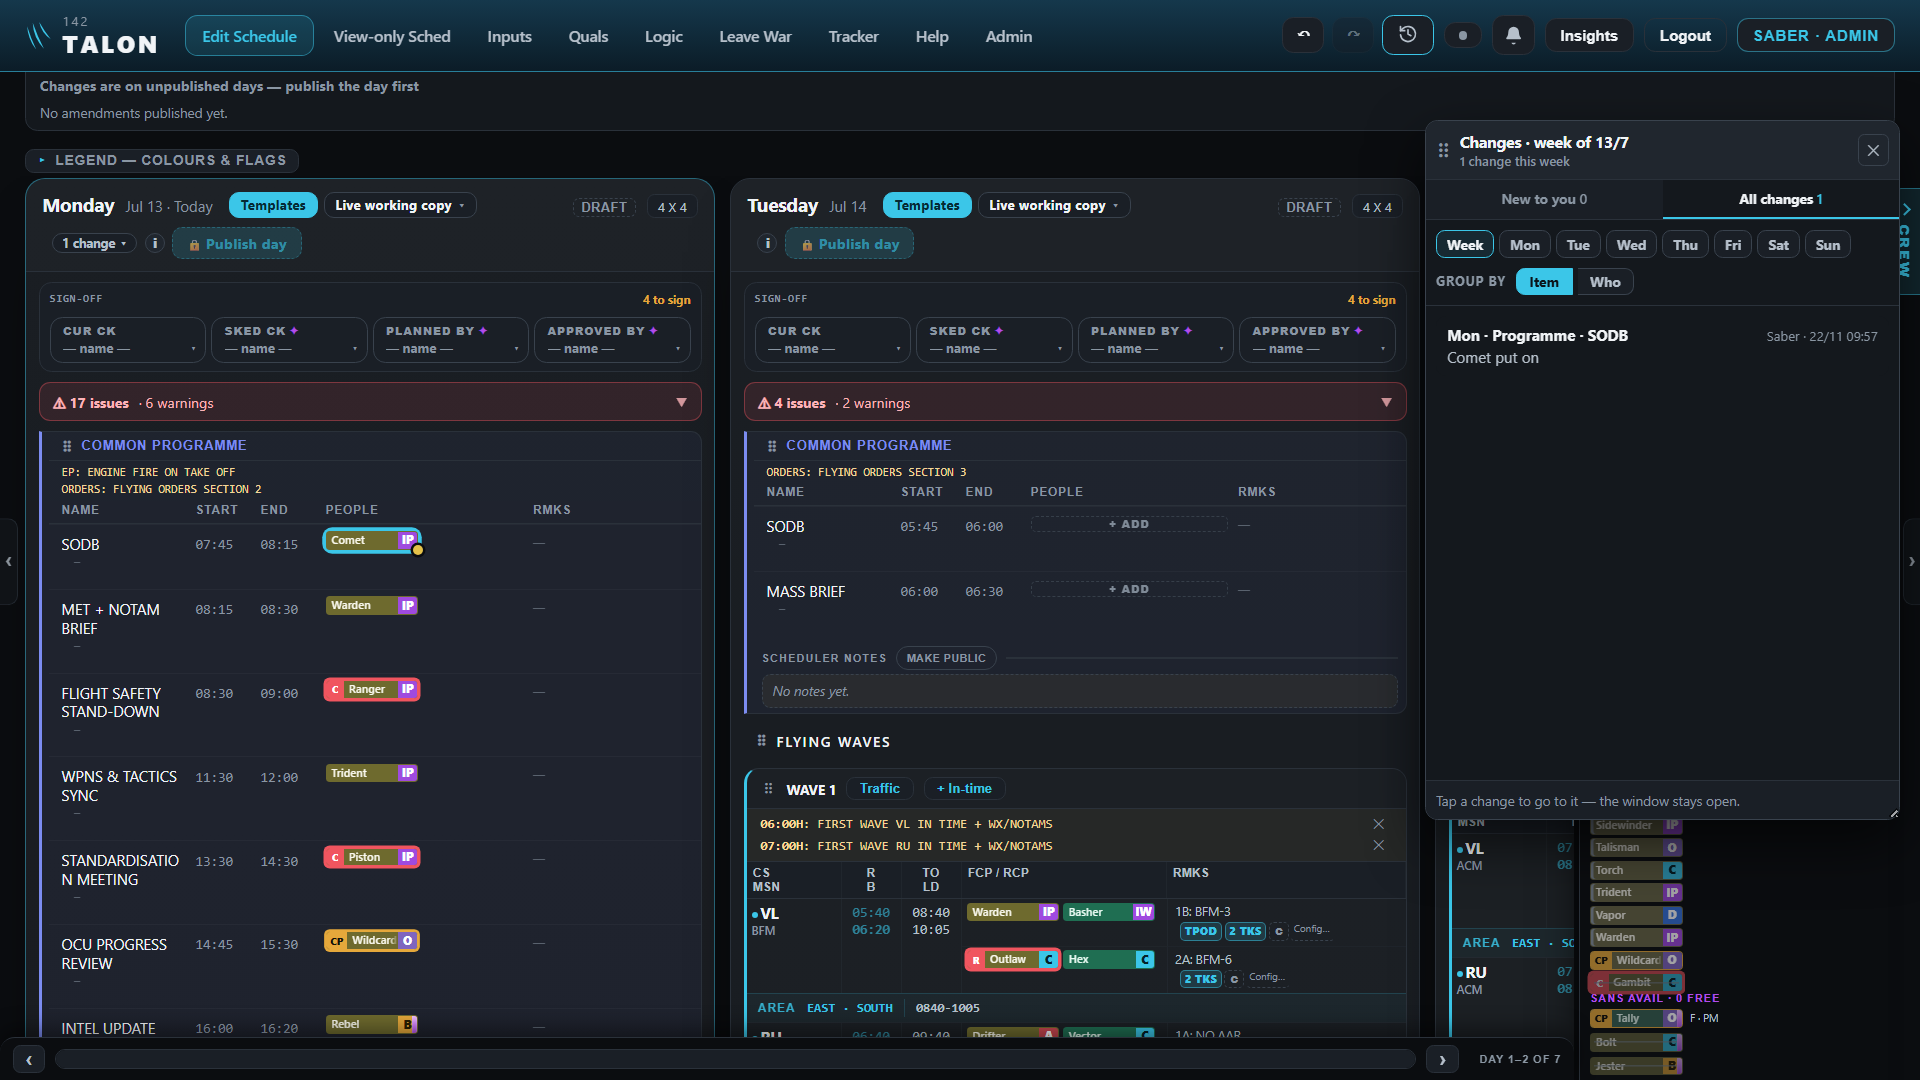 142
TALON
Edit Schedule
View-only Sched
Inputs
Quals
Logic
Leave War
Tracker
Help
Admin
Insights
Logout
SABER · ADMIN
Changes are on unpublished days — publish the day first
No amendments published yet.
LEGEND — COLOURS & FLAGS
Monday Jul 13 · Today
Templates
Live working copy
DRAFT
4 X 4
1 change
i
Publish day
SIGN-OFF
4 to sign
CUR CK
— name —
SKED CK
— name —
PLANNED BY
— name —
APPROVED BY
— name —
17 issues · 6 warnings
COMMON PROGRAMME
EP: ENGINE FIRE ON TAKE OFF
ORDERS: FLYING ORDERS SECTION 2
NAME START END PEOPLE RMKS
SODB 07:45 08:15 Comet IP —
–
MET + NOTAM BRIEF 08:15 08:30 Warden IP —
–
FLIGHT SAFETY STAND-DOWN 08:30 09:00 C Ranger IP —
–
WPNS & TACTICS SYNC 11:30 12:00 Trident IP —
–
STANDARDISATIO
N MEETING 13:30 14:30 C Piston IP —
–
OCU PROGRESS REVIEW 14:45 15:30 CP Wildcard O —
–
INTEL UPDATE 16:00 16:20 Rebel B —
Tuesday Jul 14
Templates
Live working copy
DRAFT
4 X 4
i
Publish day
SIGN-OFF
4 to sign
CUR CK
— name —
SKED CK
— name —
PLANNED BY
— name —
APPROVED BY
— name —
4 issues · 2 warnings
COMMON PROGRAMME
ORDERS: FLYING ORDERS SECTION 3
NAME START END PEOPLE RMKS
SODB 05:45 06:00 + ADD —
–
MASS BRIEF 06:00 06:30 + ADD —
–
SCHEDULER NOTES
MAKE PUBLIC
No notes yet.
FLYING WAVES
WAVE 1
Traffic
+ In-time
06:00H: FIRST WAVE VL IN TIME + WX/NOTAMS
07:00H: FIRST WAVE RU IN TIME + WX/NOTAMS
CS R TO FCP / RCP RMKS
MSN B LD
VL 05:40 08:40 Warden IP Basher IW 1B: BFM-3
BFM 06:20 10:05 TPOD 2 TKS C Config...
R Outlaw C Hex C 2A: BFM-6
2 TKS C Config...
AREA EAST · SOUTH 0840-1005
RU 06:40 09:40 Drifter A Vector C 1A: NO AAR
Changes · week of 13/7
1 change this week
New to you 0
All changes 1
Week
Mon
Tue
Wed
Thu
Fri
Sat
Sun
GROUP BY
Item
Who
Mon · Programme · SODB
Saber · 22/11 09:57
Comet put on
Tap a change to go to it — the window stays open.
CREW
MSN
VL 07
ACM 08
AREA EAST · SO
RU 07
ACM 08
Sidewinder IP
Talisman O
Torch C
Trident IP
Vapor D
Warden IP
CP Wildcard O
C Gambit C
SANS AVAIL · 0 FREE
CP Tally O F · PM
Bolt C
Jester B
DAY 1–2 OF 7